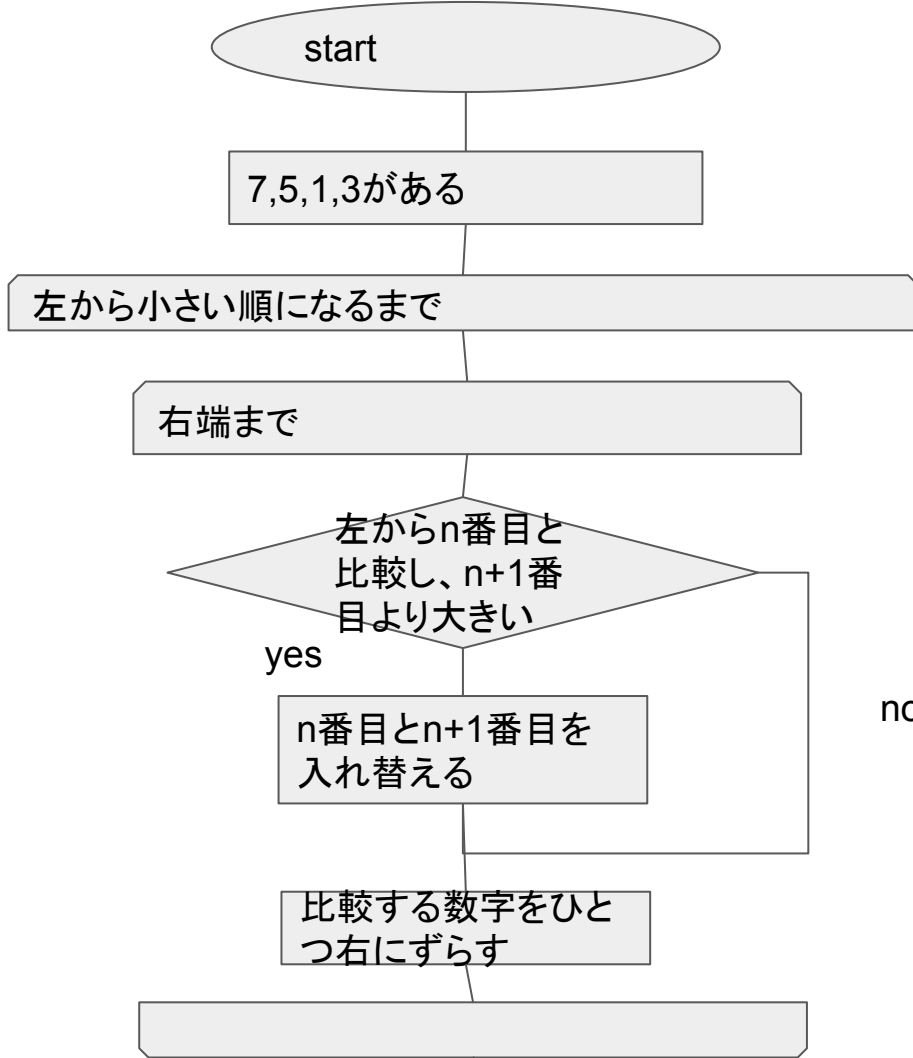 start
7,5,1,3がある
左から小さい順になるまで
右端まで
左からn番目と
比較し、n+1番
目より大きい
yes
n番目とn+1番目を
入れ替える
no
比較する数字をひと
つ右にずらす